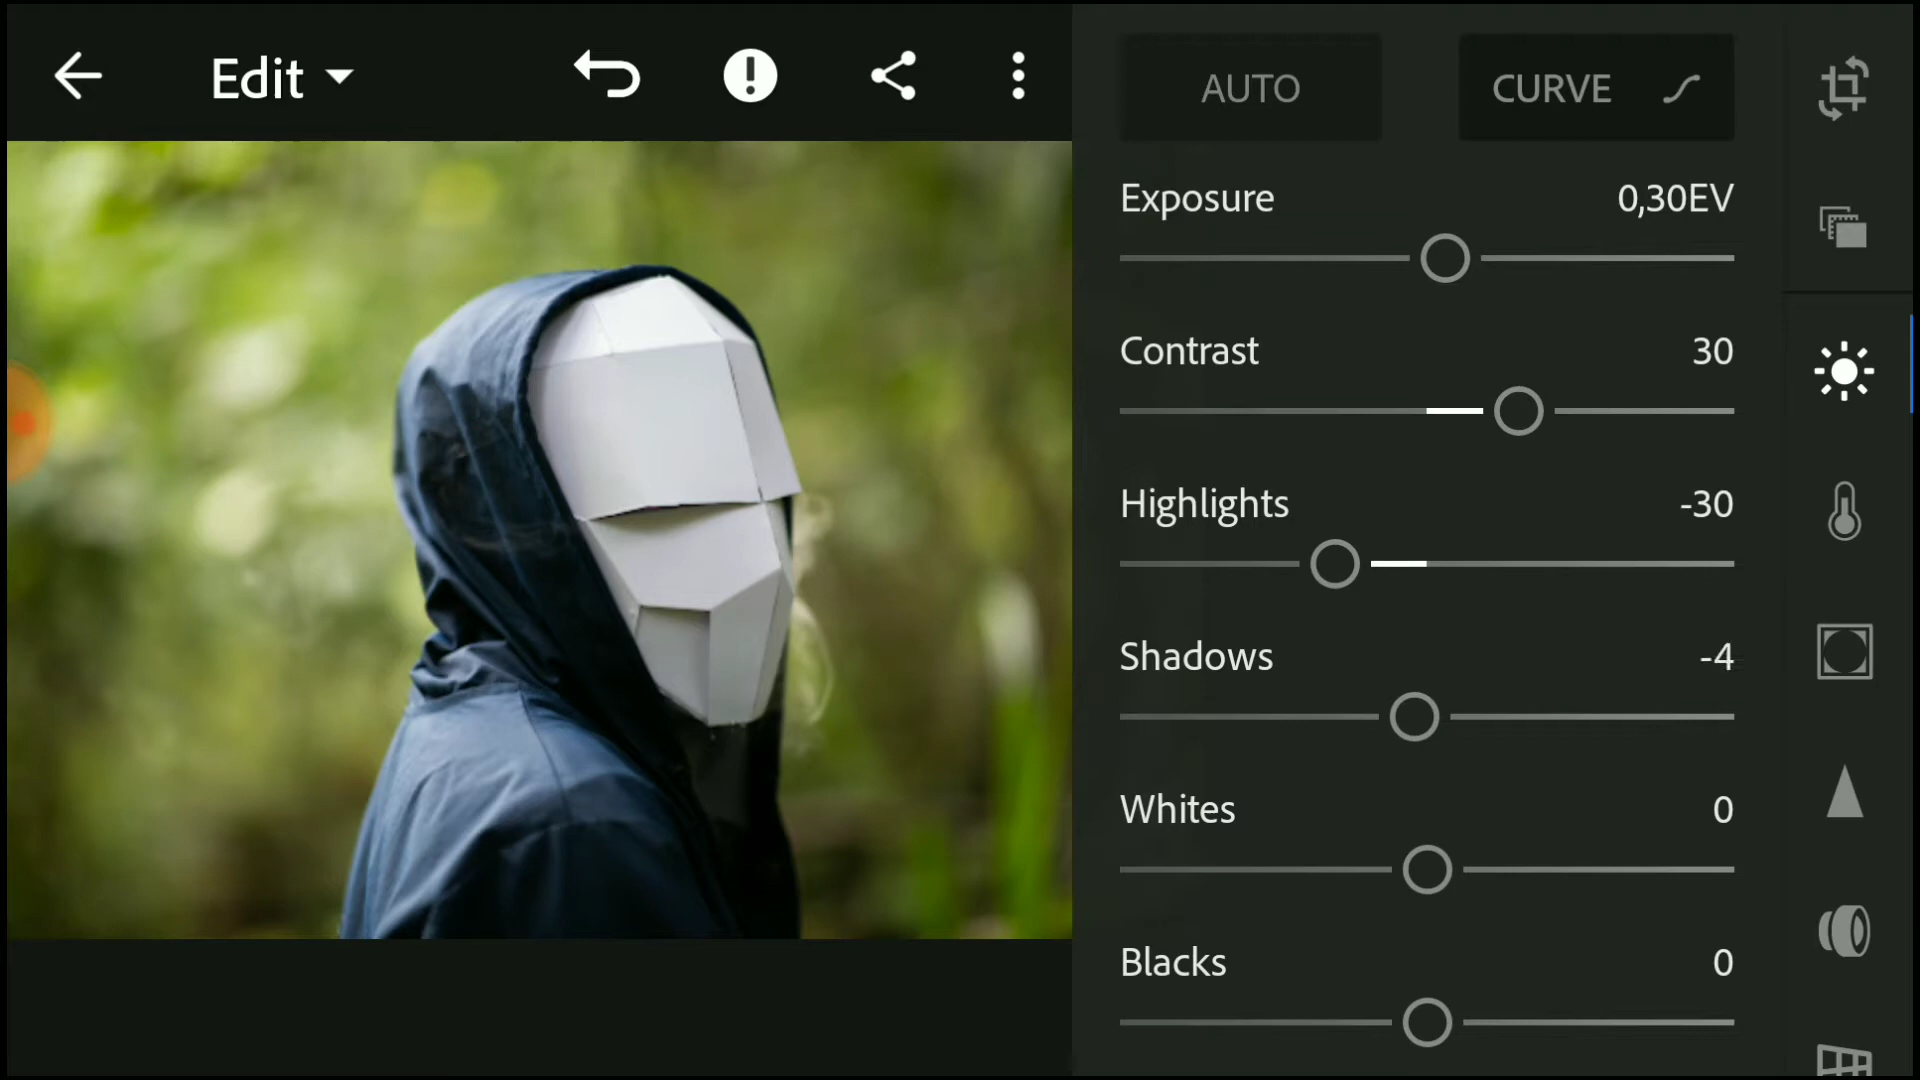 Edit
AUTO
CURVE
Exposure 0,30EV
Contrast 30
Highlights -30
Shadows -4
Whites 0
Blacks 0